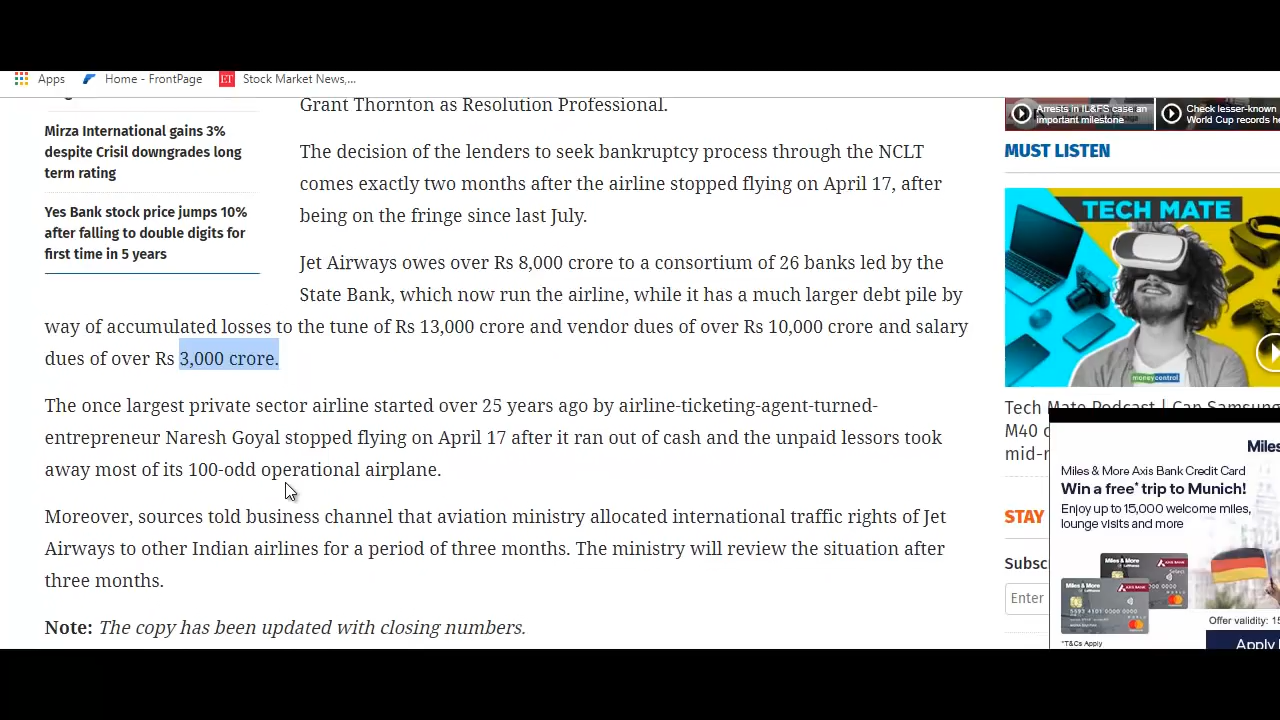 Apps Home - FrontPage ET Stock Market News,...
Mirza International gains 3%
despite Crisil downgrades long
term rating
Yes Bank stock price jumps 10%
after falling to double digits for
first time in 5 years
Grant Thornton as Resolution Professional.
The decision of the lenders to seek bankruptcy process through the NCLT
comes exactly two months after the airline stopped flying on April 17, after
being on the fringe since last July.
Jet Airways owes over Rs 8,000 crore to a consortium of 26 banks led by the
State Bank, which now run the airline, while it has a much larger debt pile by
way of accumulated losses to the tune of Rs 13,000 crore and vendor dues of over Rs 10,000 crore and salary
dues of over Rs 3,000 crore.
The once largest private sector airline started over 25 years ago by airline-ticketing-agent-turned-
entrepreneur Naresh Goyal stopped flying on April 17 after it ran out of cash and the unpaid lessors took
away most of its 100-odd operational airplane.
Moreover, sources told business channel that aviation ministry allocated international traffic rights of Jet
Airways to other Indian airlines for a period of three months. The ministry will review the situation after
three months.
Note: The copy has been updated with closing numbers.
Arrests in IL&FS case an
important milestone
Check lesser-known
World Cup records
MUST LISTEN
TECH MATE
moneycontrol
Tech Mate Podcast | Can Samsung
M40
mid-r
STAY
Subsc
Enter
Miles
Miles & More Axis Bank Credit Card
Win a free* trip to Munich!
Enjoy up to 15,000 welcome miles,
lounge visits and more
Miles & More AXIS BANK
Select
Miles & More AXIS BANK
Offer validity: 15
*T&Cs Apply
Apply